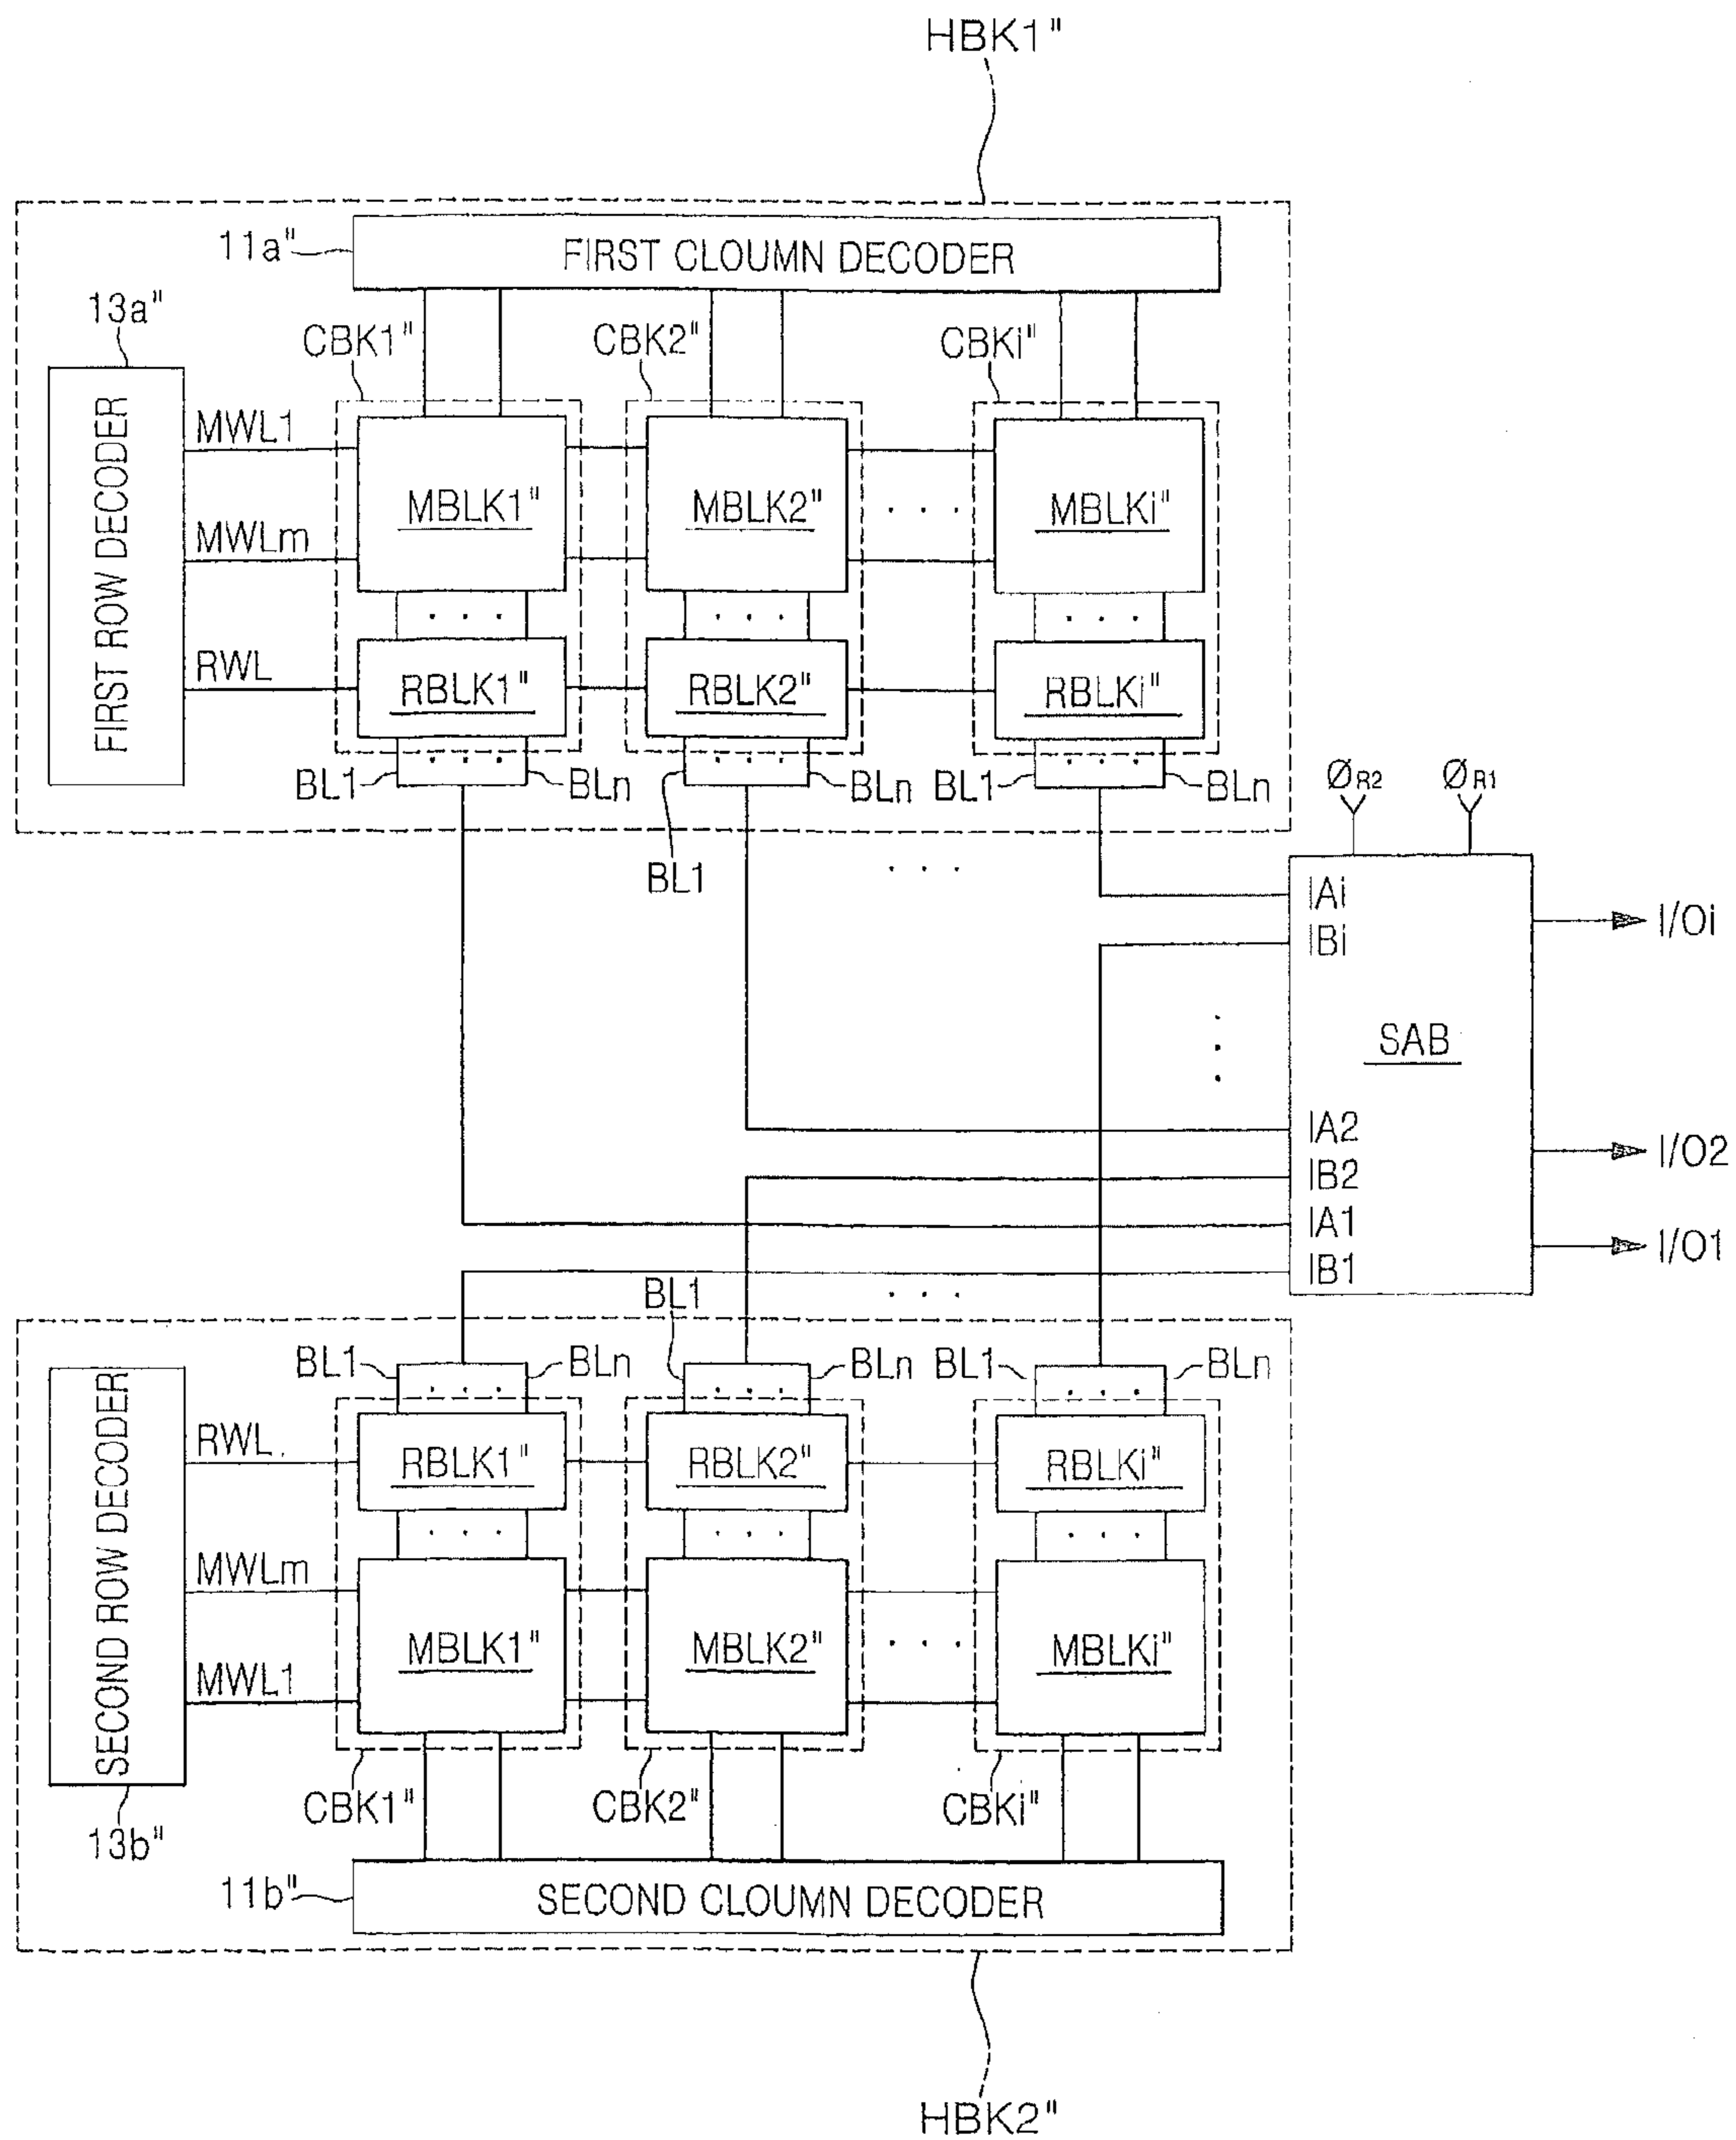 HBK1"
11a"
FIRST CLOUMN DECODER
13a"
CBK1"
CBK2"
CBKi"
FIRST ROW DECODER
MWL1
MBLK1"
MBLK2"
. . .
MBLKi"
MWLm
. . .
. . .
. . .
RWL
RBLK1"
RBLK2"
RBLKi"
. . .
. . .
. . .
BL1
BLn
BL1
BLn
BL1
BLn
ØR2
ØR1
. . .
IAi
I/Oi
IBi
. . .
SAB
IA2
I/O2
IB2
IA1
I/O1
IB1
. . .
BL1
BLn
BL1
BLn
BL1
BLn
. . .
. . .
. . .
SECOND ROW DECODER
RWL
RBLK1"
RBLK2"
RBLKi"
. . .
. . .
. . .
MWLm
MBLK1"
MBLK2"
. . .
MBLKi"
MWL1
CBK1"
CBK2"
CBKi"
13b"
11b"
SECOND CLOUMN DECODER
HBK2"